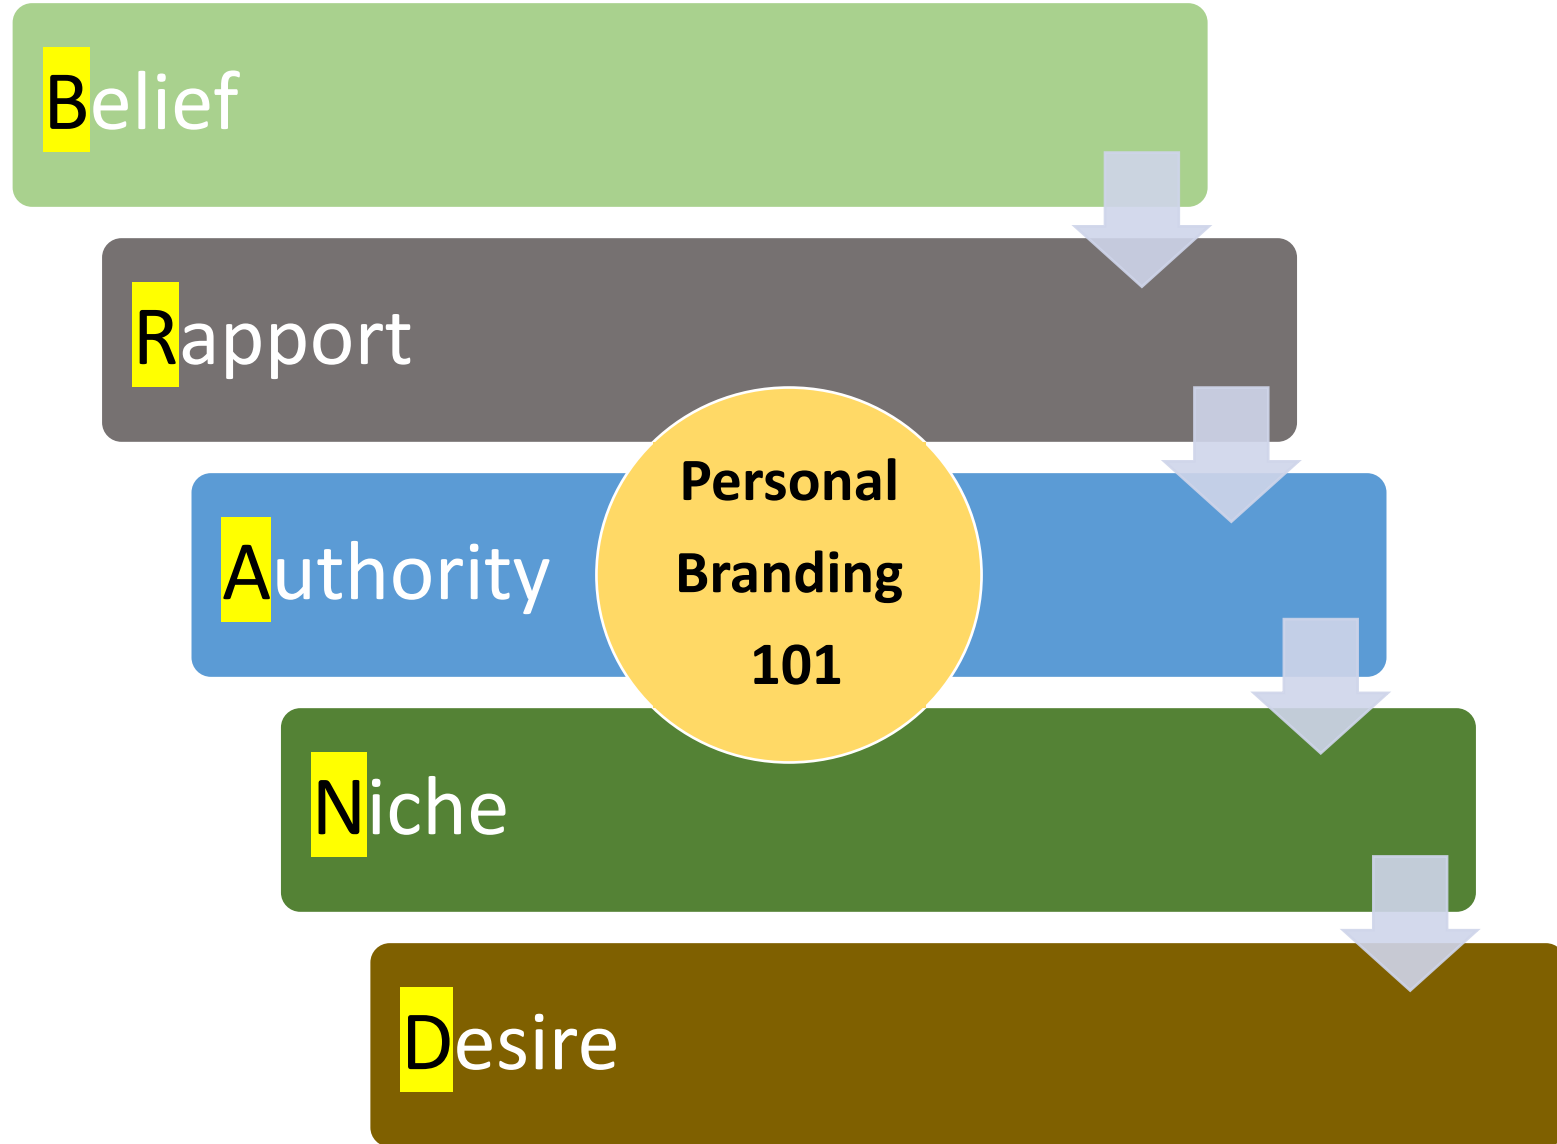 Belief
Rapport
Authority
Personal
Branding
101
Niche
Desire